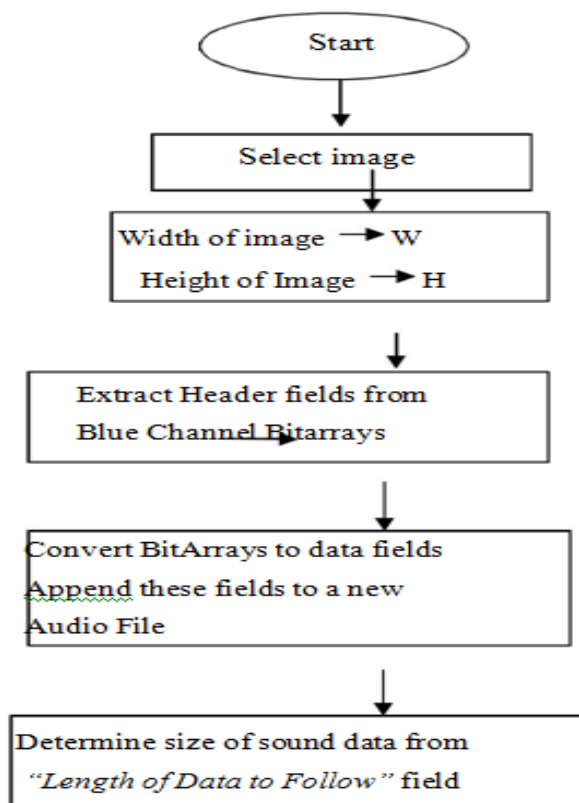 Start
Select image
Width of image → W
Height of Image → H
Extract Header fields from
Blue Channel Bitarrays
Convert BitArrays to data fields
Append these fields to a new
Audio File
Determine size of sound data from
“Length of Data to Follow” field